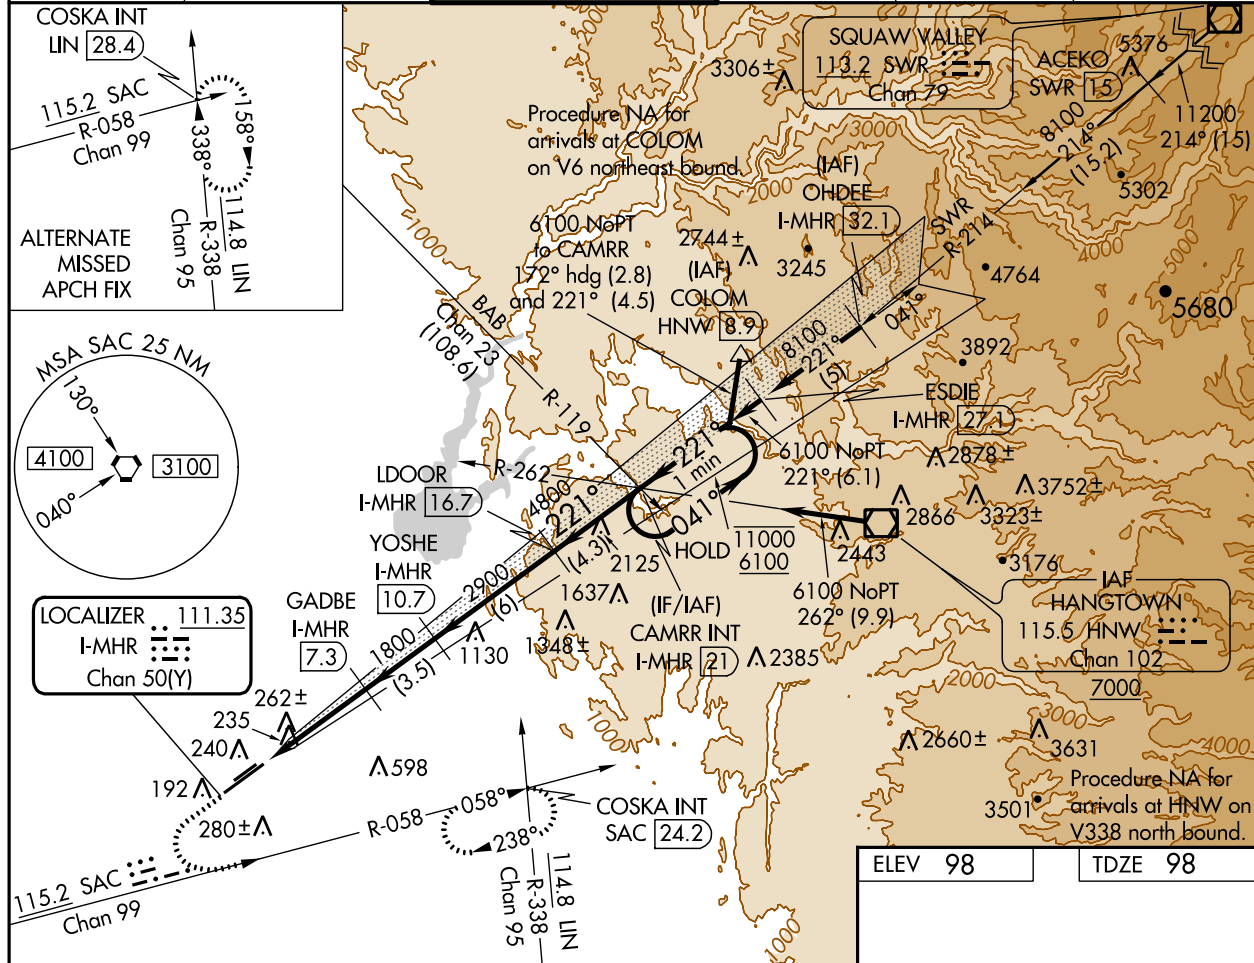 COSKA INT
LIN 28.4
115.2 SAC
R-058
Chan 99
158°
338°
114.8 LIN
R-338
Chan 95
ALTERNATE
MISSED
APCH FIX
SQUAW VALLEY
113.2 SWR
Chan 79
3306±
ACEKO
SWR 15
5376
11200
214° (15)
8100
214°
(15.2)
5302
Procedure NA for
arrivals at COLOM
on V6 northeast bound.
3000
2000
1000
4000
5000
(IAF)
OHDEE
I-MHR 32.1
SWR
R-214
6100 NoPT
to CAMRR
172° hdg (2.8)
and 221° (4.5)
2744±
(IAF)
COLOM
HNW 8.9
3245
4764
5680
041°
8100
221°
(5)
3892
BAB
Chan 23
(108.6)
R-119
1000
ESDIE
I-MHR 27.1
MSA SAC 25 NM
130°
4100
3100
040°
6100 NoPT
221° (6.1)
2878±
3752±
2866
3323±
221°
1 min
041°
R-262
LDOOR
I-MHR 16.7
4800
221°
(4.3)
2125
HOLD
11000
6100
2443
3176
YOSHE
I-MHR
10.7
2900
(6)
1637
6100 NoPT
262° (9.9)
IAF
HANGTOWN
115.5 HNW
Chan 102
7000
LOCALIZER 111.35
I-MHR
Chan 50(Y)
GADBE
I-MHR
7.3
1800
(3.5)
1130
1348±
(IF/IAF)
CAMRR INT
I-MHR 21
2385
2000
3000
4000
1000
262±
235
240
192
598
280±
2660±
3631
3501
Procedure NA for
arrivals at HNW on
V338 north bound.
R-058
058°
238°
COSKA INT
SAC 24.2
114.8 LIN
R-338
Chan 95
115.2 SAC
Chan 99
1000
ELEV 98
TDZE 98